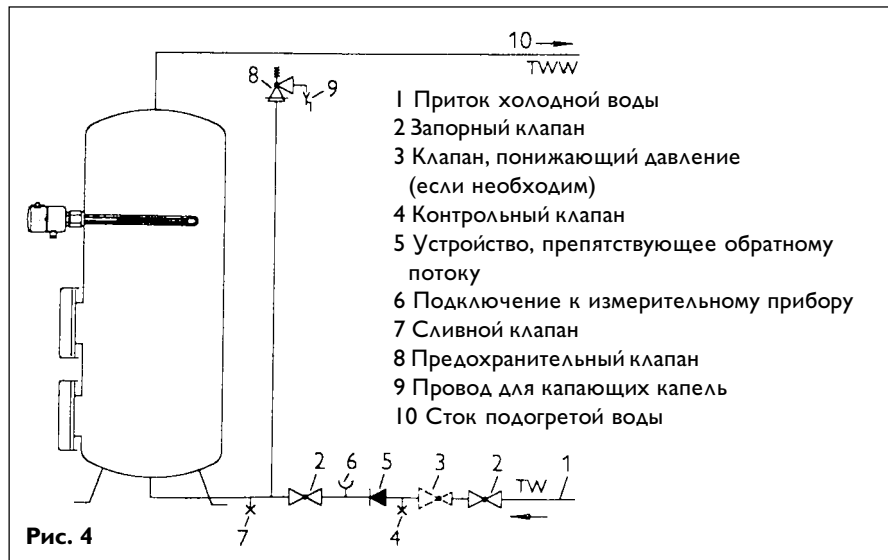 10
TWW
8
9
1 Приток холодной воды
2 Запорный клапан
3 Клапан, понижающий давление
(если необходим)
4 Контрольный клапан
5 Устройство, препятствующее обратному
потоку
6 Подключение к измерительному прибору
7 Сливной клапан
8 Предохранительный клапан
9 Провод для капающих капель
10 Сток подогретой воды
2 6 5 3 2 TW 1
7 4
Рис. 4